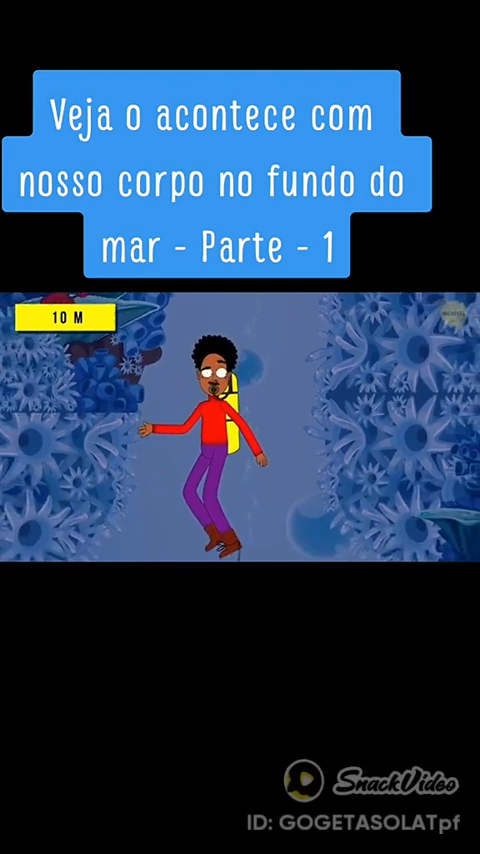 Veja o acontece com
nosso corpo no fundo do
mar - Parte - 1
10 M
SnackVideo
ID: GOGETASOLATpf